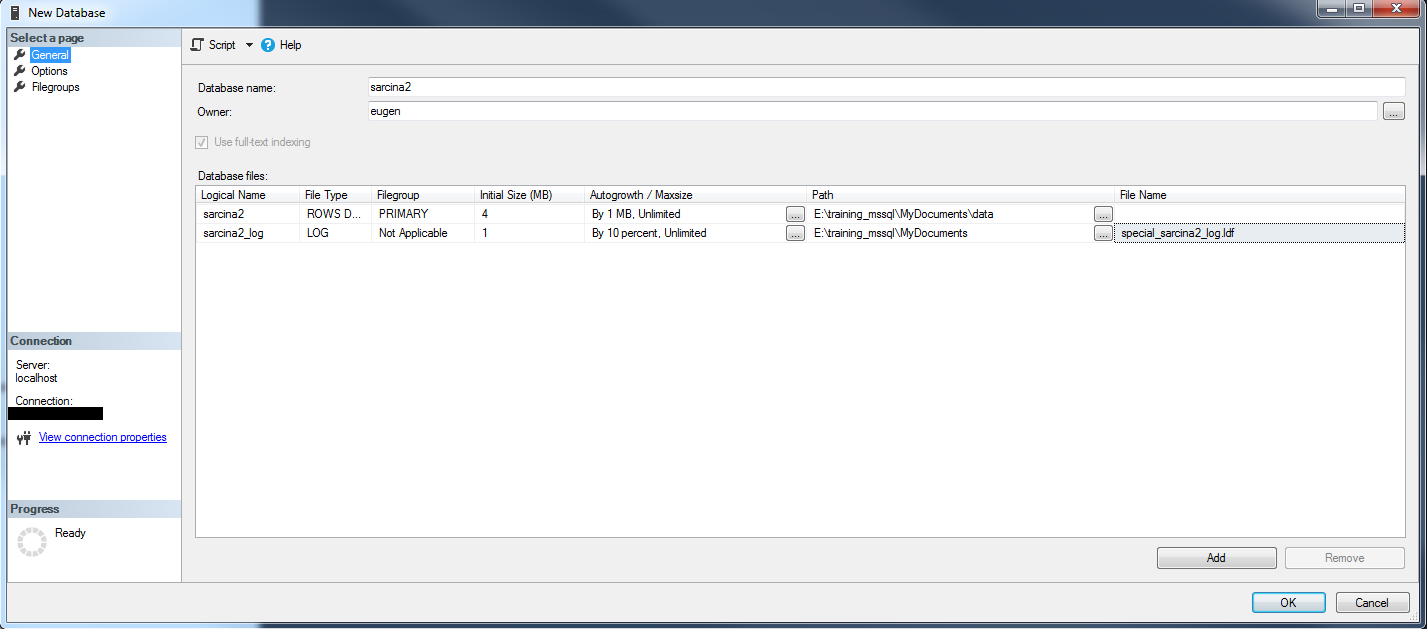 New Database
Select a page
General
Options
Filegroups
Script Help
Database name: sarcina2
Owner: eugen ...
Use full-text indexing
Database files:
Logical Name File Type Filegroup Initial Size (MB) Autogrowth / Maxsize Path File Name
sarcina2 ROWS D... PRIMARY 4 By 1 MB, Unlimited ... E:\training_mssql\MyDocuments\data ...
sarcina2_log LOG Not Applicable 1 By 10 percent, Unlimited ... E:\training_mssql\MyDocuments ... special_sarcina2_log.ldf
Connection
Server:
localhost
Connection:
View connection properties
Progress
Ready
Add Remove
OK Cancel